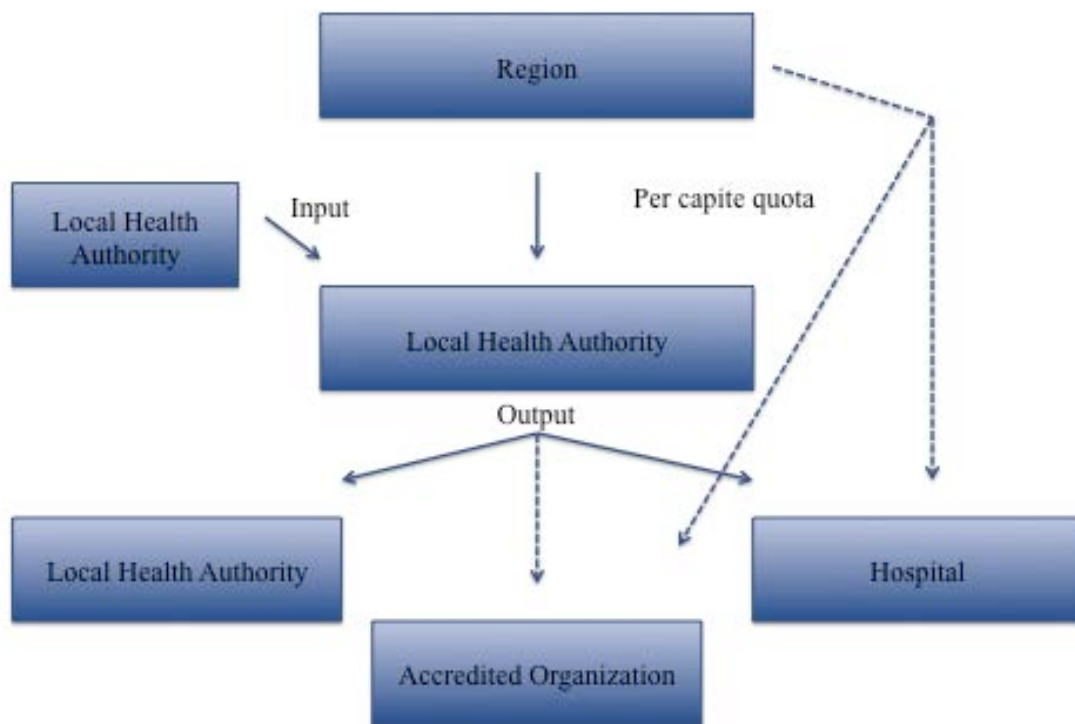 Region
Local Health
Authority
Input
Per capite quota
Local Health Authority
Output
Local Health Authority
Hospital
Accredited Organization